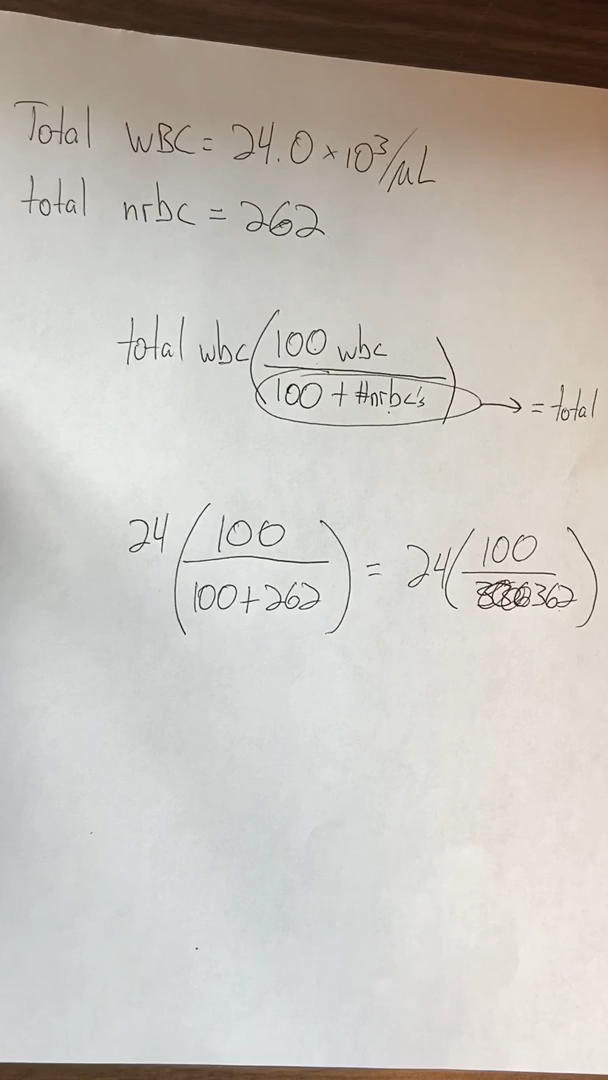 Total WBC = 24.0 × 10³/µL
total nrbc = 262
total wbc (100 wbc / 100 + #nrbc's) → = total
24 (100 / 100+262) = 24 (100 / 362)